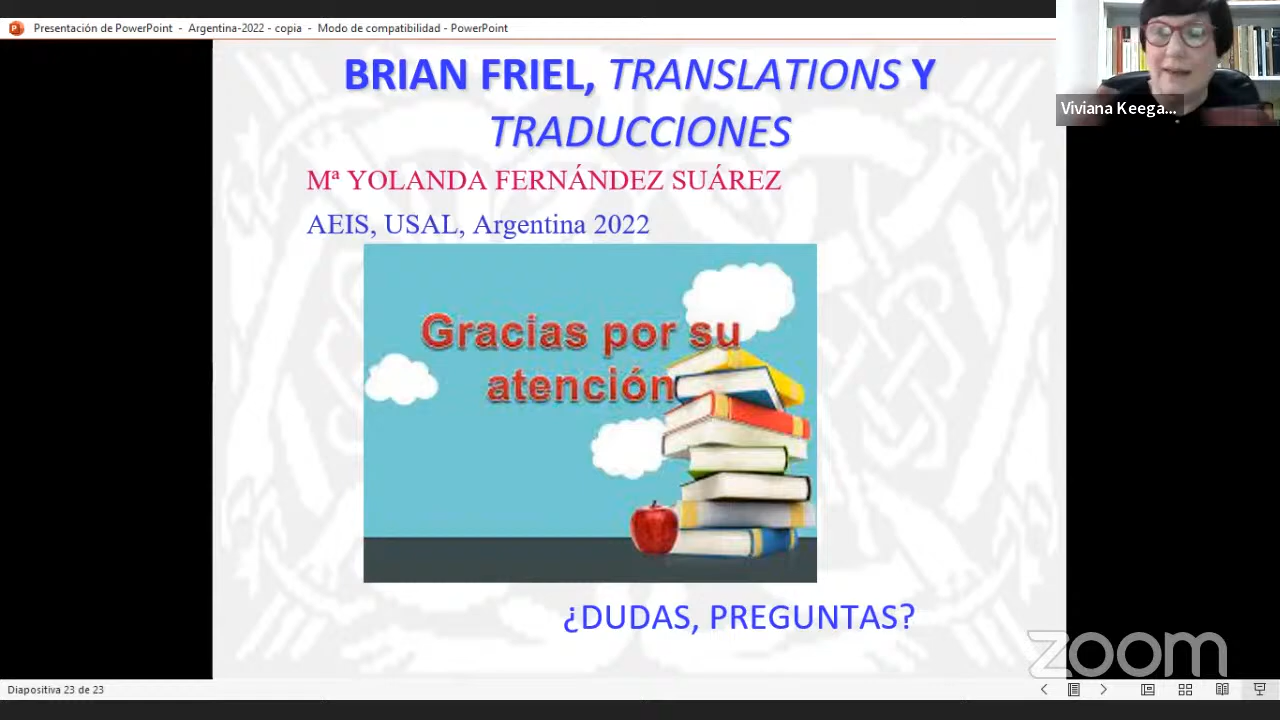 Presentación de PowerPoint - Argentina-2022 - copia - Modo de compatibilidad - PowerPoint
Viviana Keega...
BRIAN FRIEL, TRANSLATIONS Y
TRADUCCIONES
Mª YOLANDA FERNÁNDEZ SUÁREZ
AEIS, USAL, Argentina 2022
Gracias por su
atención
¿DUDAS, PREGUNTAS?
zoom
Diapositiva 23 de 23